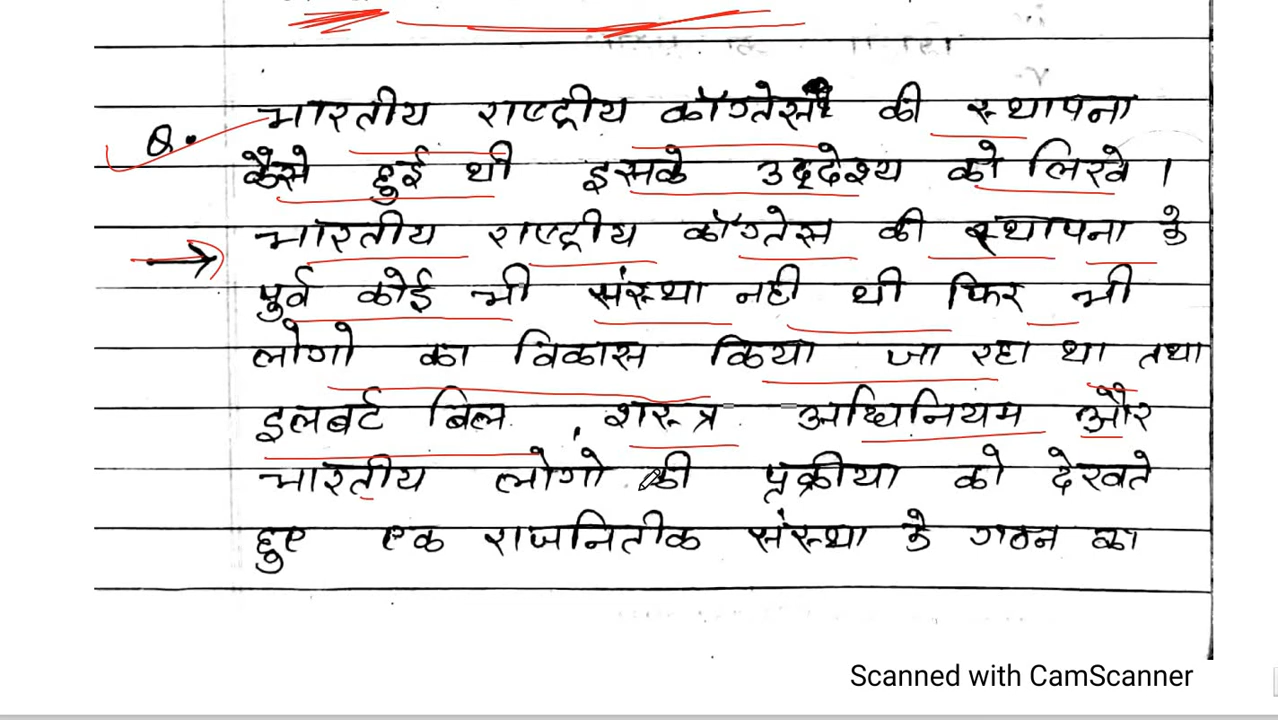 Q. भारतीय राष्ट्रीय कॉग्रेस की स्थापना
कैसे हुई थी इसके उद्देश्य को लिखे ।
→ भारतीय राष्ट्रीय कॉग्रेस की स्थापना के
पुर्व कोई भी संस्था नही थी फिर भी
लोगो का विकास किया जा रहा था तथा
इलबर्ट बिल , शस्त्र अधिनियम और
भारतीय लोगो की प्रक्रीया को देखते
हुए एक राजनितीक संस्था के गठन का
Scanned with CamScanner